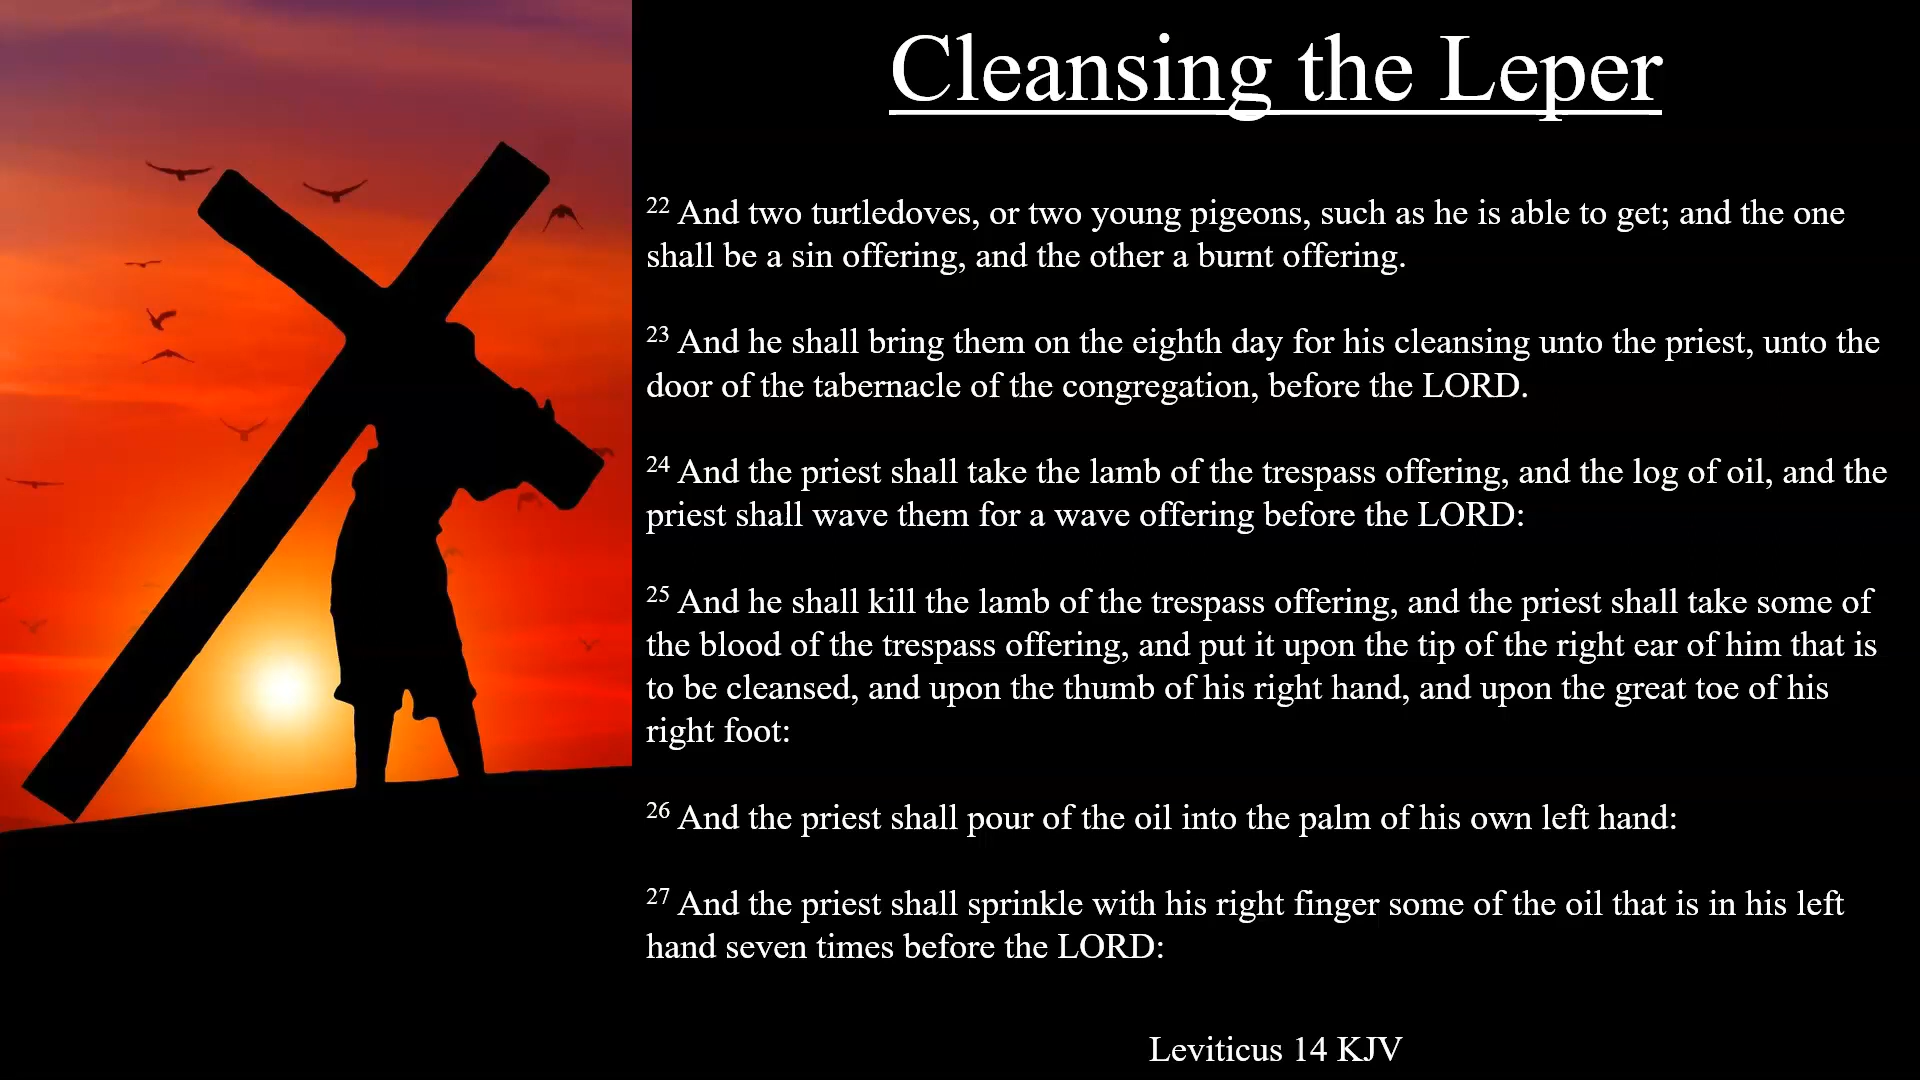 Cleansing the Leper
22 And two turtledoves, or two young pigeons, such as he is able to get; and the one
shall be a sin offering, and the other a burnt offering.
23 And he shall bring them on the eighth day for his cleansing unto the priest, unto the
door of the tabernacle of the congregation, before the LORD.
24 And the priest shall take the lamb of the trespass offering, and the log of oil, and the
priest shall wave them for a wave offering before the LORD:
25 And he shall kill the lamb of the trespass offering, and the priest shall take some of
the blood of the trespass offering, and put it upon the tip of the right ear of him that is
to be cleansed, and upon the thumb of his right hand, and upon the great toe of his
right foot:
26 And the priest shall pour of the oil into the palm of his own left hand:
27 And the priest shall sprinkle with his right finger some of the oil that is in his left
hand seven times before the LORD:
Leviticus 14 KJV